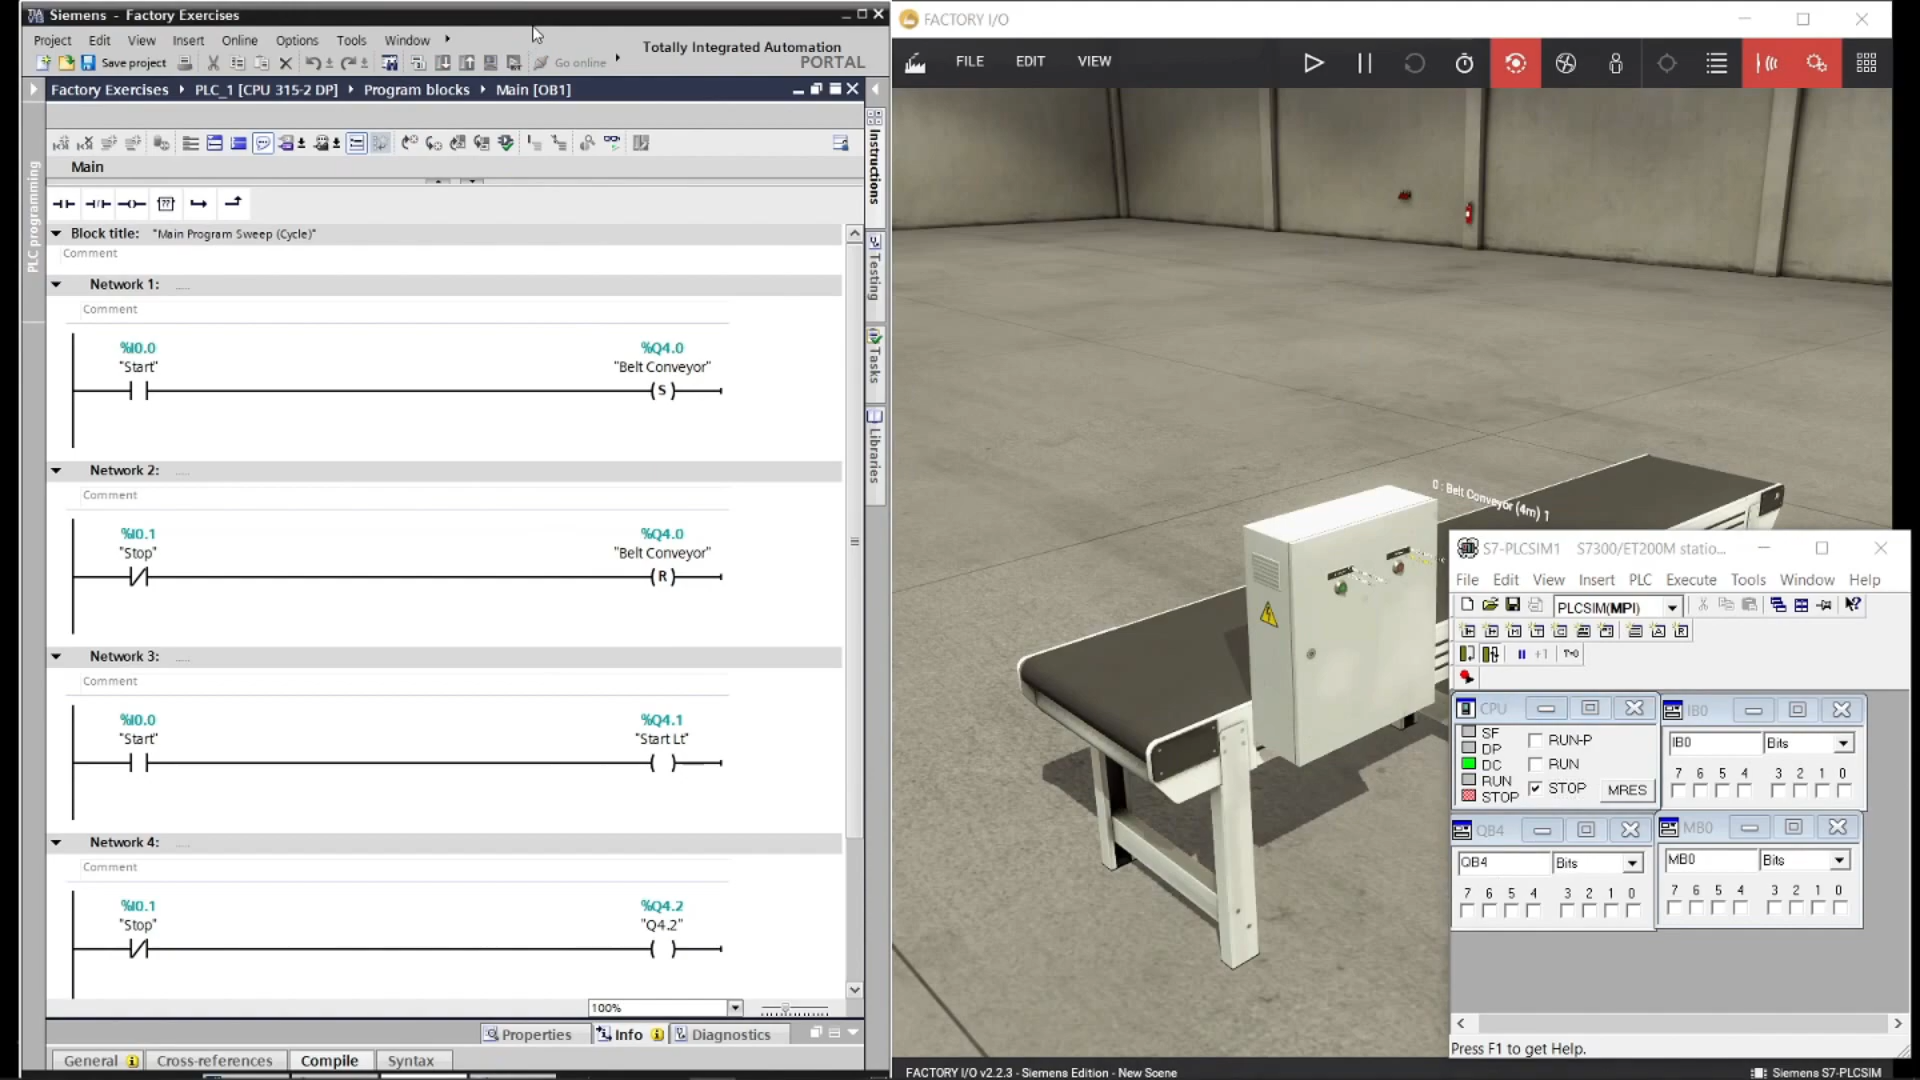 Siemens - Factory Exercises
Project Edit View Insert Online Options Tools Window
Totally Integrated Automation
PORTAL
Save project
Go online
Factory Exercises PLC_1 [CPU 315-2 DP] Program blocks Main [OB1]
PLC programming
Main
Block title: "Main Program Sweep (Cycle)"
Comment
Network 1: .....
Comment
%I0.0
"Start"
%Q4.0
"Belt Conveyor"
S
Network 2: .....
Comment
%I0.1
"Stop"
%Q4.0
"Belt Conveyor"
R
Network 3: .....
Comment
%I0.0
"Start"
%Q4.1
"Start Lt"
Network 4: .....
Comment
%I0.1
"Stop"
%Q4.2
"Q4.2"
100%
Properties Info Diagnostics
General Cross-references Compile Syntax
Instructions
Testing
Tasks
Libraries
FACTORY I/O
FILE EDIT VIEW
0 : Belt Conveyor (4m) 1
FACTORY I/O v2.2.3 - Siemens Edition - New Scene
Siemens S7-PLCSIM
S7-PLCSIM1 S7300/ET200M statio...
File Edit View Insert PLC Execute Tools Window Help
PLCSIM(MPI)
+1 T=0
CPU
SF
DP
DC
RUN
STOP
RUN-P
RUN
STOP
MRES
IB0
IB0 Bits
7 6 5 4 3 2 1 0
QB4
QB4 Bits
7 6 5 4 3 2 1 0
MB0
MB0 Bits
7 6 5 4 3 2 1 0
Press F1 to get Help.